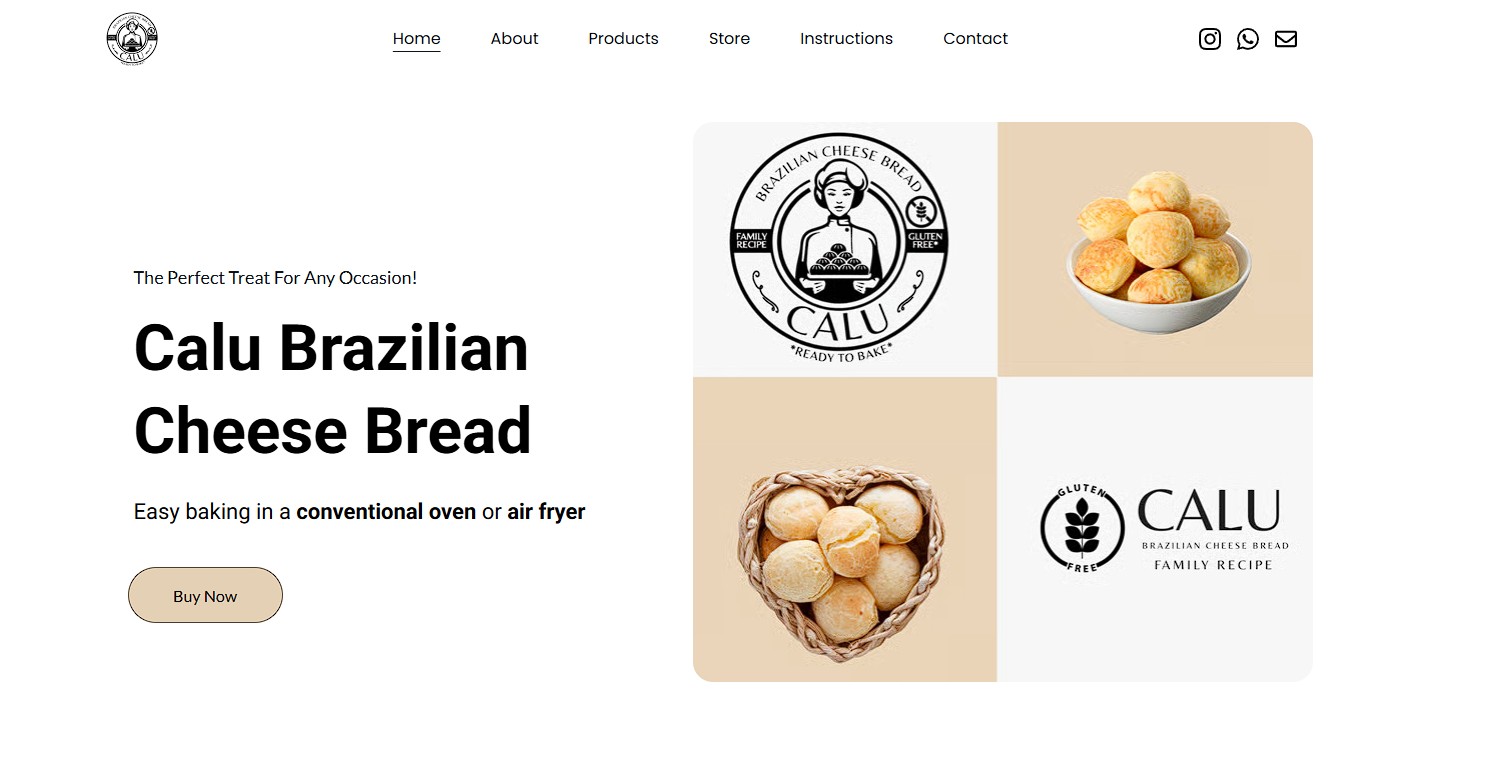 Home About Products Store Instructions Contact
The Perfect Treat For Any Occasion!
Calu Brazilian
Cheese Bread
Easy baking in a conventional oven or air fryer
Buy Now
BRAZILIAN CHEESE BREAD
FAMILY
RECIPE
GLUTEN
FREE*
CALU
*READY TO BAKE*
GLUTEN
FREE
CALU
BRAZILIAN CHEESE BREAD
FAMILY RECIPE